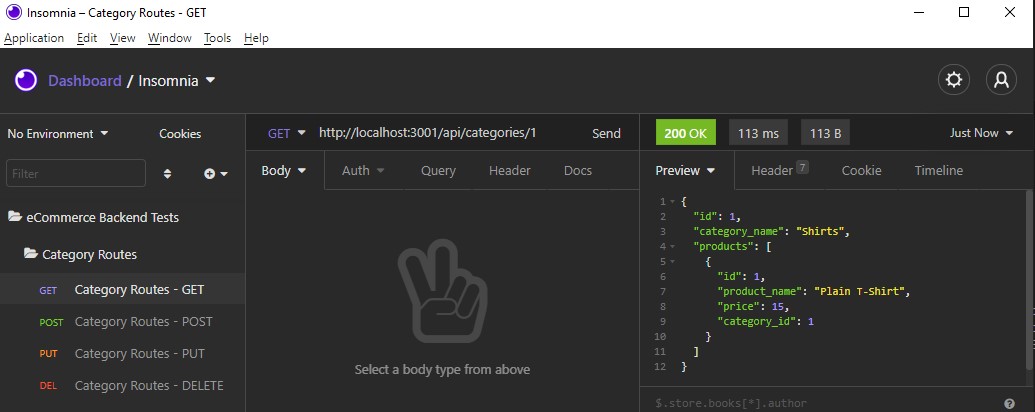 Insomnia – Category Routes - GET
Application Edit View Window Tools Help
Dashboard / Insomnia
No Environment Cookies
Filter
eCommerce Backend Tests
Category Routes
GET Category Routes - GET
POST Category Routes - POST
PUT Category Routes - PUT
DEL Category Routes - DELETE
GET http://localhost:3001/api/categories/1 Send
Body Auth Query Header Docs
Select a body type from above
200 OK 113 ms 113 B Just Now
Preview Header 7 Cookie Timeline
1 {
2 "id": 1,
3 "category_name": "Shirts",
4 "products": [
5 {
6 "id": 1,
7 "product_name": "Plain T-Shirt",
8 "price": 15,
9 "category_id": 1
10 }
11 ]
12 }
$.store.books[*].author